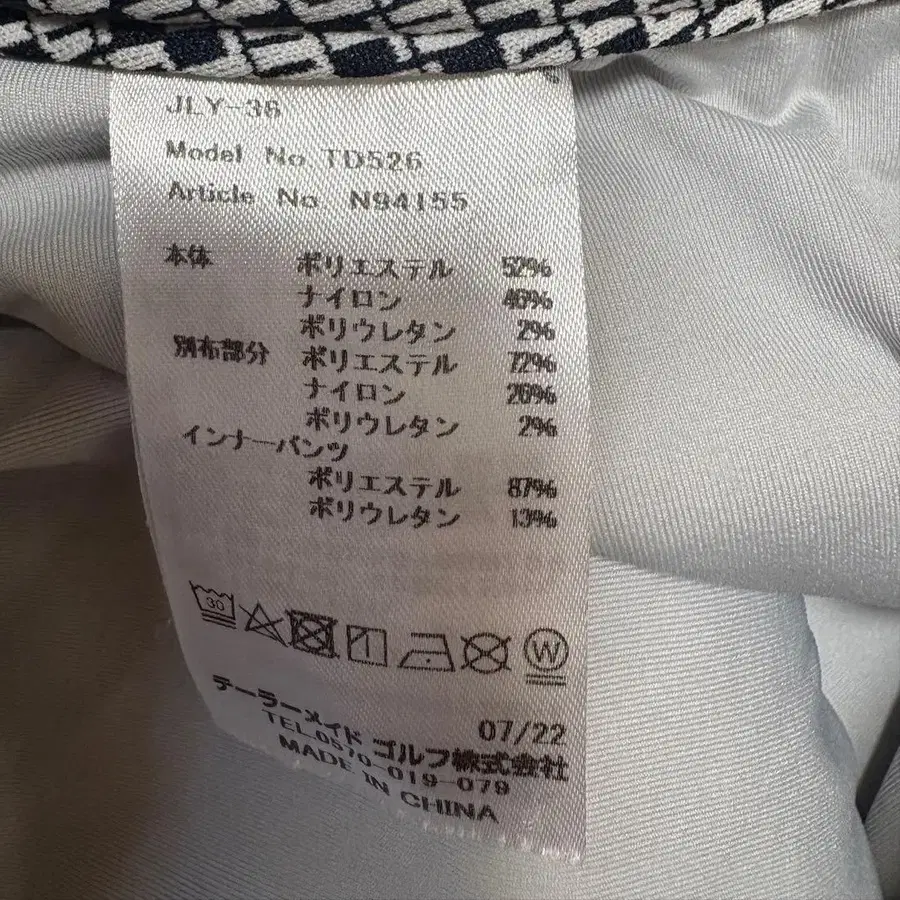 JLY-36
Model No. TD526
Article No. N94155
本体 ポリエステル 52%
ナイロン 46%
ポリウレタン 2%
別布部分 ポリエステル 72%
ナイロン 26%
ポリウレタン 2%
インナーパンツ
ポリエステル 87%
ポリウレタン 13%
30
W
07/22
テーラーメイド ゴルフ株式会社
TEL.0570-019-079
MADE IN CHINA